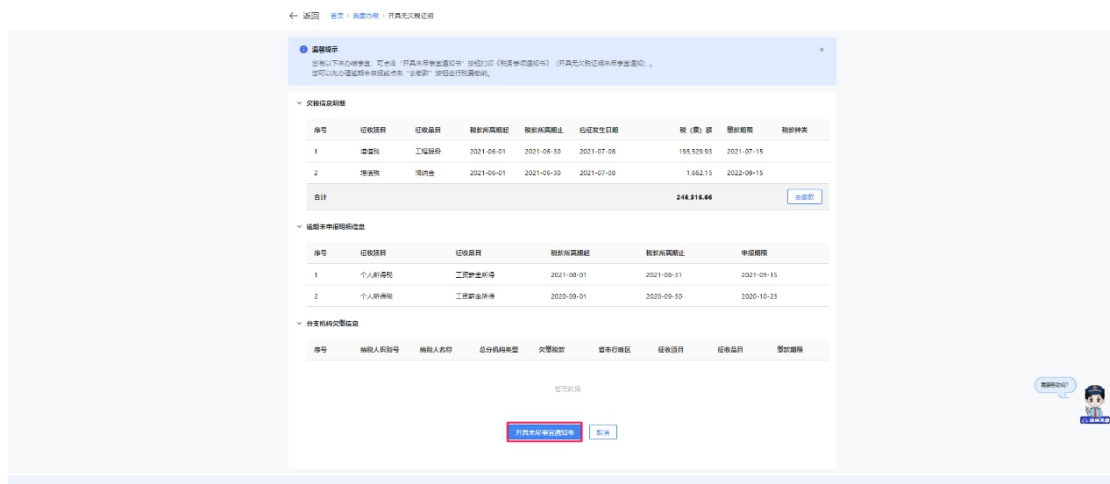 ← 返回 首页 › 我要办税 › 开具无欠税证明
温馨提示
您有以下未办结事宜，可点击“开具未尽事宜通知书”按钮打印《税务事项通知书》（开具无欠税证明未尽事宜通知）。
您可以先办理逾期未申报或点击“去缴款”按钮进行税费缴纳。
欠税信息明细
序号 征收项目 征收品目 税款所属期起 税款所属期止 应征发生日期 税（费）额 缴款期限 税款种类
1 增值税 工程服务 2021-06-01 2021-06-30 2021-07-08 195,529.93 2021-07-15
2 增值税 滞纳金 2021-06-01 2021-06-30 2021-07-08 1,662.15 2022-09-15
合计 246,916.66 去缴款
逾期未申报明细信息
序号 征收项目 征收品目 税款所属期起 税款所属期止 申报期限
1 个人所得税 工资薪金所得 2021-08-01 2021-08-31 2021-09-15
2 个人所得税 工资薪金所得 2020-09-01 2020-09-30 2020-10-25
分支机构欠缴信息
序号 纳税人识别号 纳税人名称 总分机构类型 欠缴税款 省市行政区 征收项目 征收品目 缴款期限
暂无数据
需要帮助吗?
开具未尽事宜通知书 取消